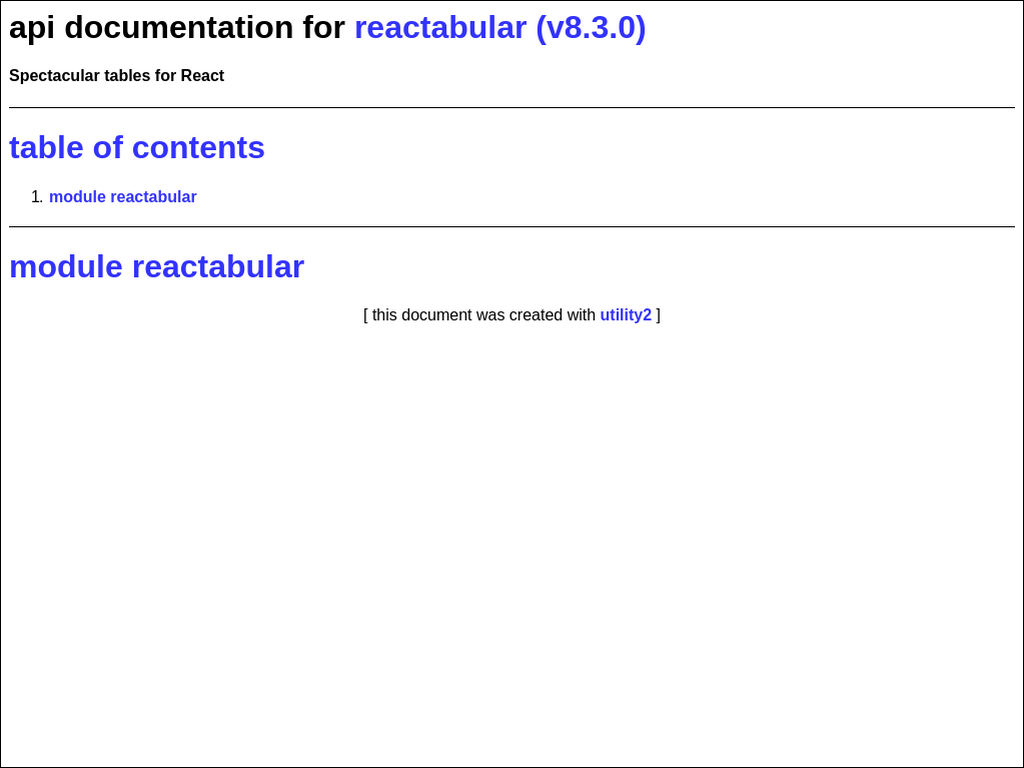 api documentation for reactabular (v8.3.0)
Spectacular tables for React
table of contents
1. module reactabular
module reactabular
[ this document was created with utility2 ]